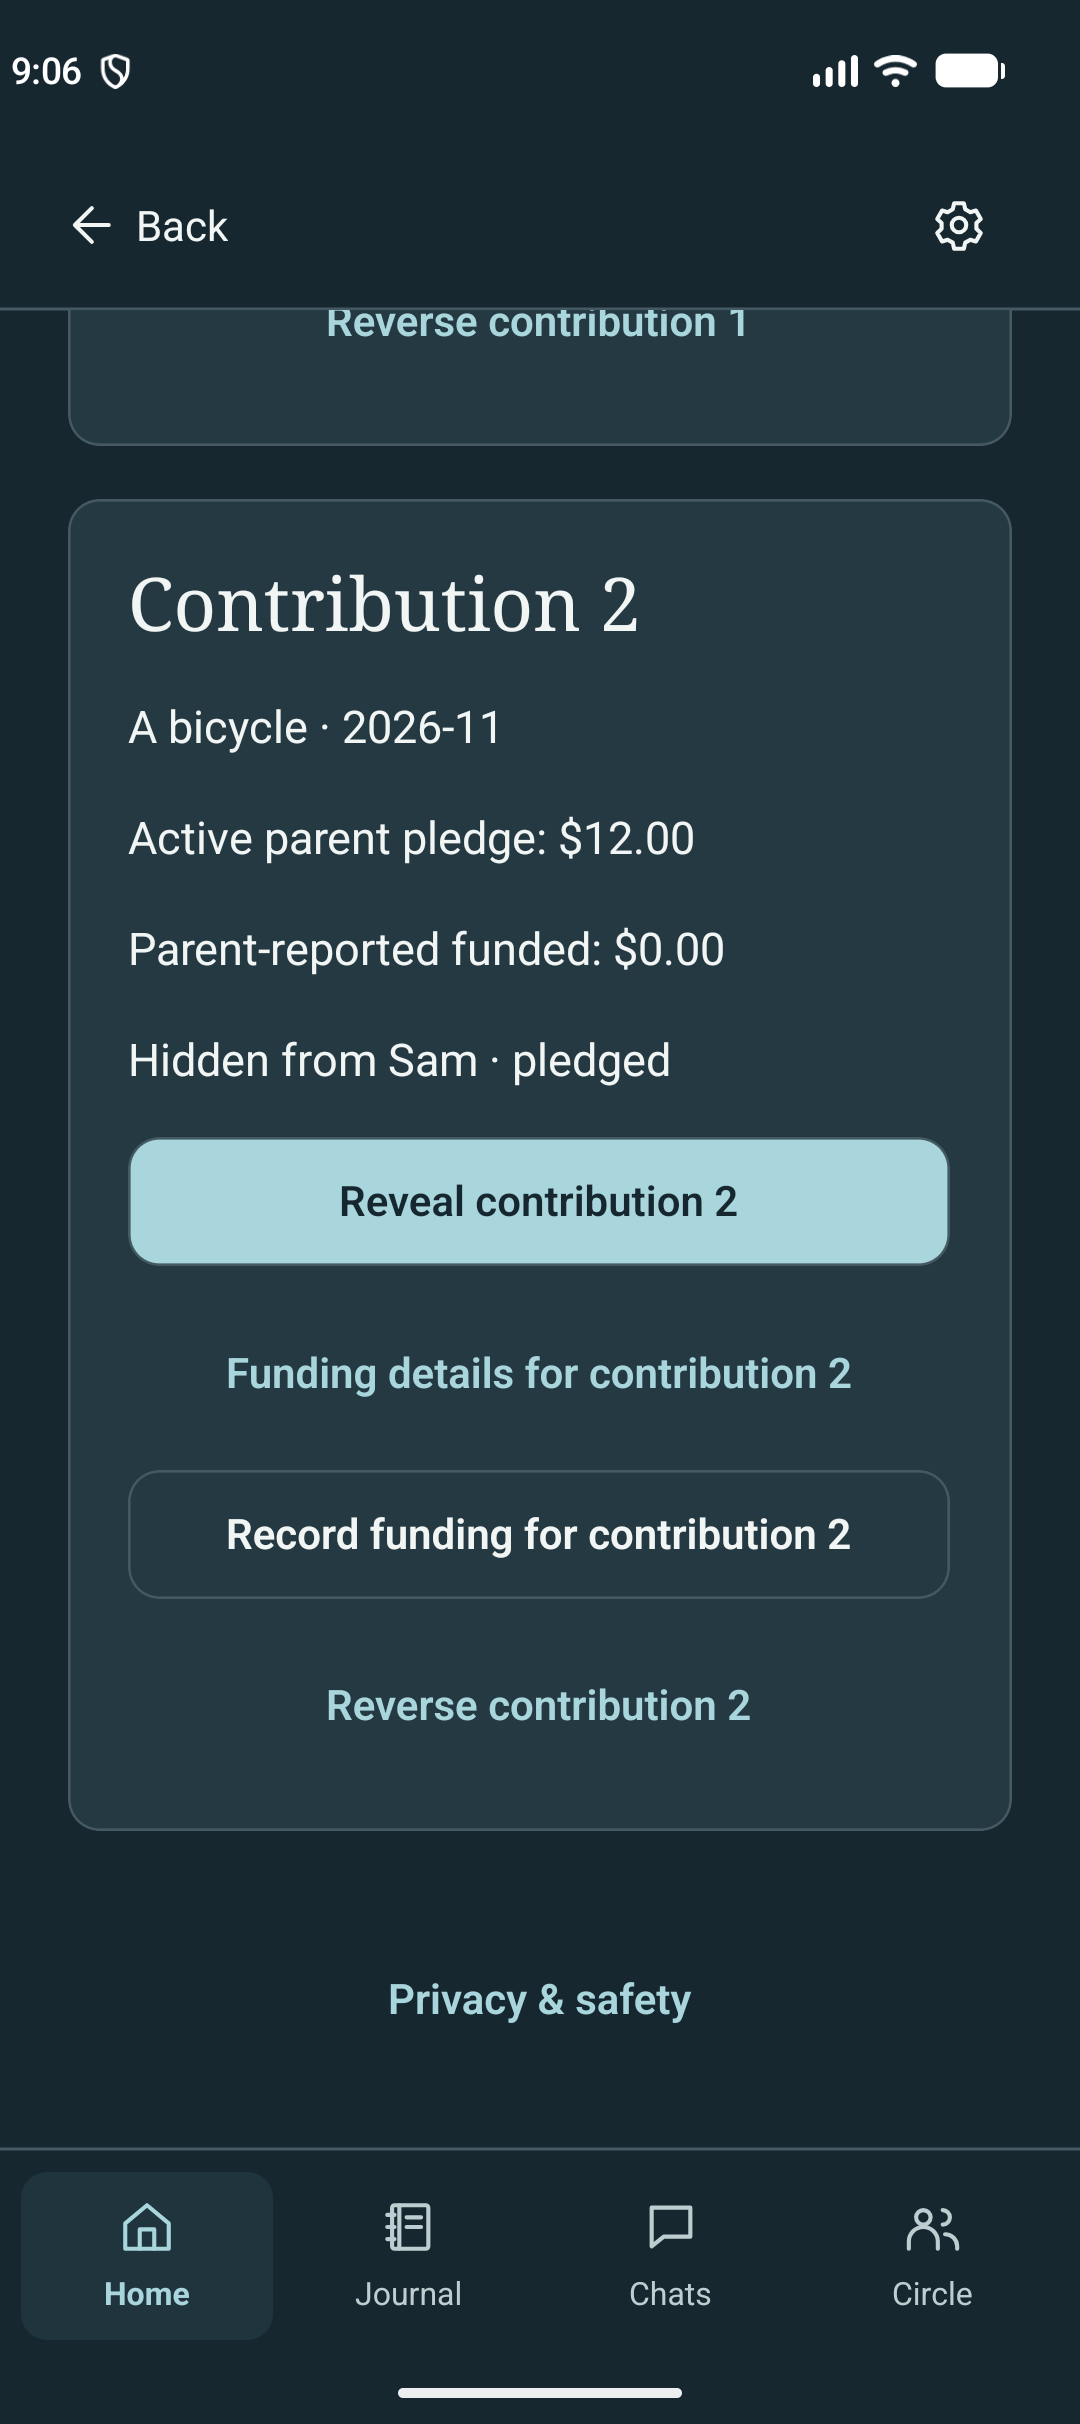 9:06
Back
Reverse contribution 1
Contribution 2
A bicycle · 2026-11
Active parent pledge: $12.00
Parent-reported funded: $0.00
Hidden from Sam · pledged
Reveal contribution 2
Funding details for contribution 2
Record funding for contribution 2
Reverse contribution 2
Privacy & safety
Home
Journal
Chats
Circle